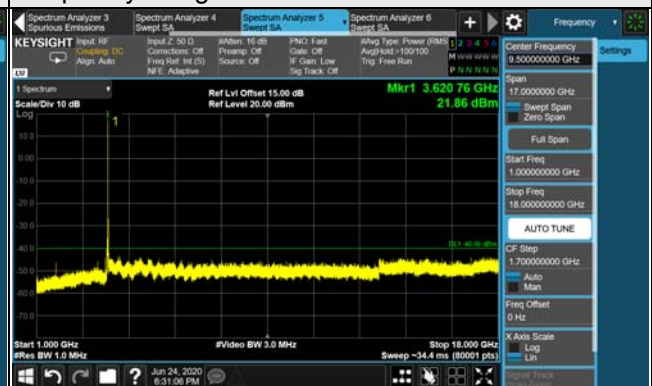 Spectrum Analyzer 3
Spurious Emissions
Spectrum Analyzer 4
Swept SA
Spectrum Analyzer 5
Swept SA
Spectrum Analyzer 6
Swept SA
Frequency
KEYSIGHT
Input: RF
Coupling: DC
Align: Auto
Input Z: 50 Ω
Corrections: Off
Freq Ref: Int (S)
NFE: Adaptive
#Atten: 16 dB
Preamp: Off
Source: Off
PNO: Fast
Gate: Off
IF Gain: Low
Sig Track: Off
#Avg Type: Power (RMS)
Avg|Hold:>100/100
Trig: Free Run
1 2 3 4 5 6
M W W W W W
P N N N N N
Settings
Center Frequency
9.500000000 GHz
Span
17.0000000 GHz
Swept Span
Zero Span
Full Span
Start Freq
1.000000000 GHz
Stop Freq
18.000000000 GHz
AUTO TUNE
CF Step
1.700000000 GHz
Auto
Man
Freq Offset
0 Hz
X Axis Scale
Log
Lin
Signal Track
1 Spectrum
Scale/Div 10 dB
Log
Ref Lvl Offset 15.00 dB
Ref Level 20.00 dBm
Mkr1 3.620 76 GHz
21.86 dBm
1
10.0
0.00
-10.0
-20.0
-30.0
-40.0
-50.0
-60.0
-70.0
DL1 -40.00 dBm
Start 1.000 GHz
#Res BW 1.0 MHz
#Video BW 3.0 MHz
Stop 18.000 GHz
Sweep ~34.4 ms (80001 pts)
Jun 24, 2020
6:31:06 PM